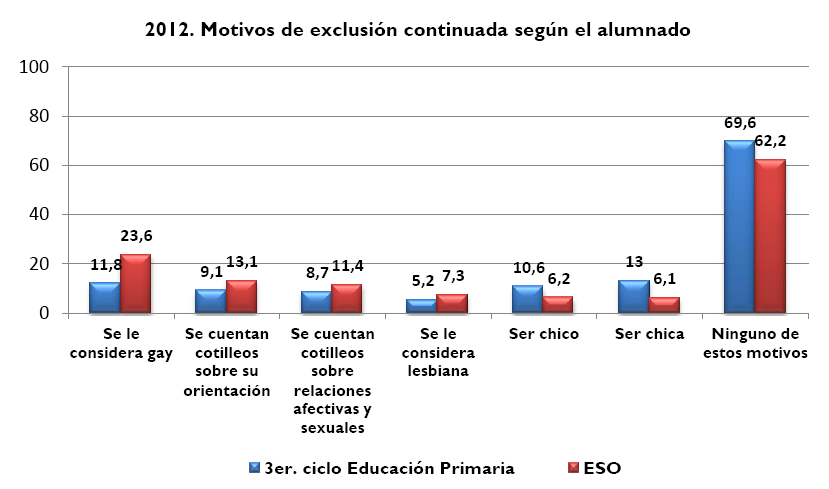 2012. Motivos de exclusión continuada según el alumnado
100
80
60
40
20
0
11,8
23,6
9,1
13,1
8,7
11,4
5,2
7,3
10,6
6,2
13
6,1
69,6
62,2
Se le
considera gay
Se cuentan
cotilleos
sobre su
orientación
Se cuentan
cotilleos
sobre
relaciones
afectivas y
sexuales
Se le
considera
lesbiana
Ser chico
Ser chica
Ninguno de
estos motivos
3er. ciclo Educación Primaria
ESO